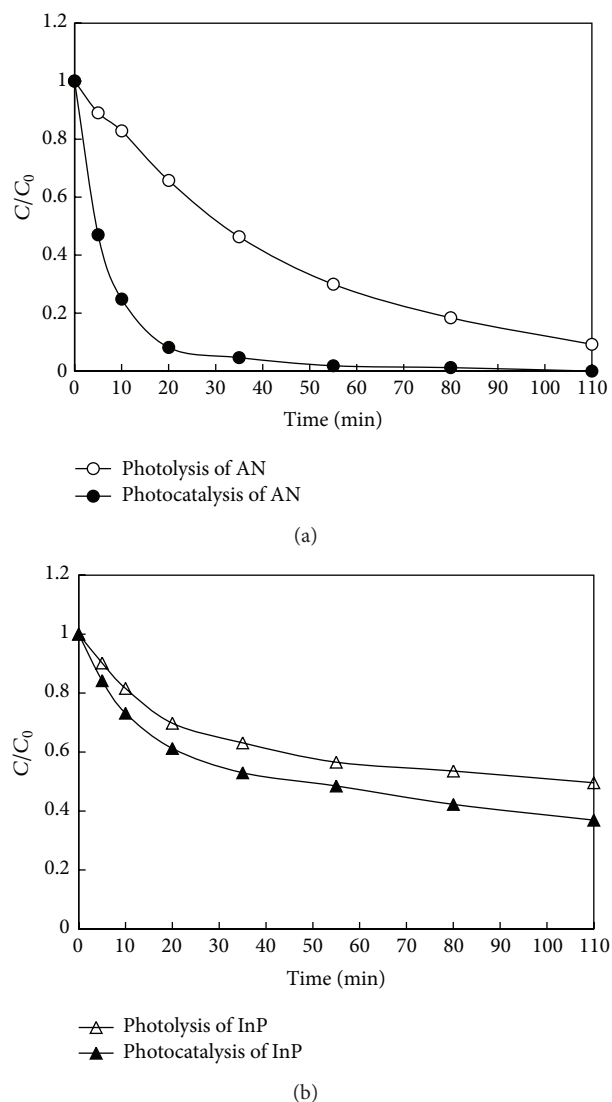 1.2
1
0.8
0.6
0.4
0.2
0
C/C0
0 10 20 30 40 50 60 70 80 90 100 110
Time (min)
Photolysis of AN
Photocatalysis of AN
(a)
1.2
1
0.8
0.6
0.4
0.2
0
C/C0
0 10 20 30 40 50 60 70 80 90 100 110
Time (min)
Photolysis of InP
Photocatalysis of InP
(b)